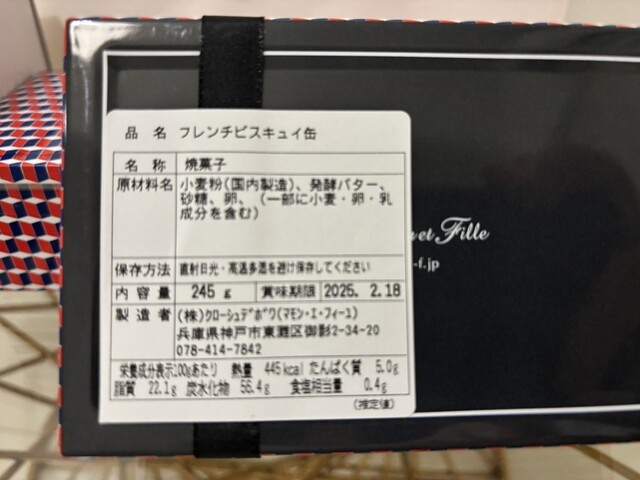 品 名 フレンチビスキュイ缶
名 称 焼菓子
原材料名 小麦粉(国内製造)、発酵バター、
砂糖、卵、(一部に小麦・卵・乳
成分を含む)
保存方法 直射日光・高温多湿を避け保存してください
内 容 量 245 g 賞味期限 2025. 2.18
製 造 者 (株)クローシュデボワ(マモン・エ・フィーユ)
兵庫県神戸市東灘区御影2-34-20
078-414-7842
栄養成分表示100gあたり 熱量 445kcal たんぱく質 5.0g
脂質 22.1g 炭水化物 56.4g 食塩相当量 0.4g
(推定値)
et Fille
-f.jp